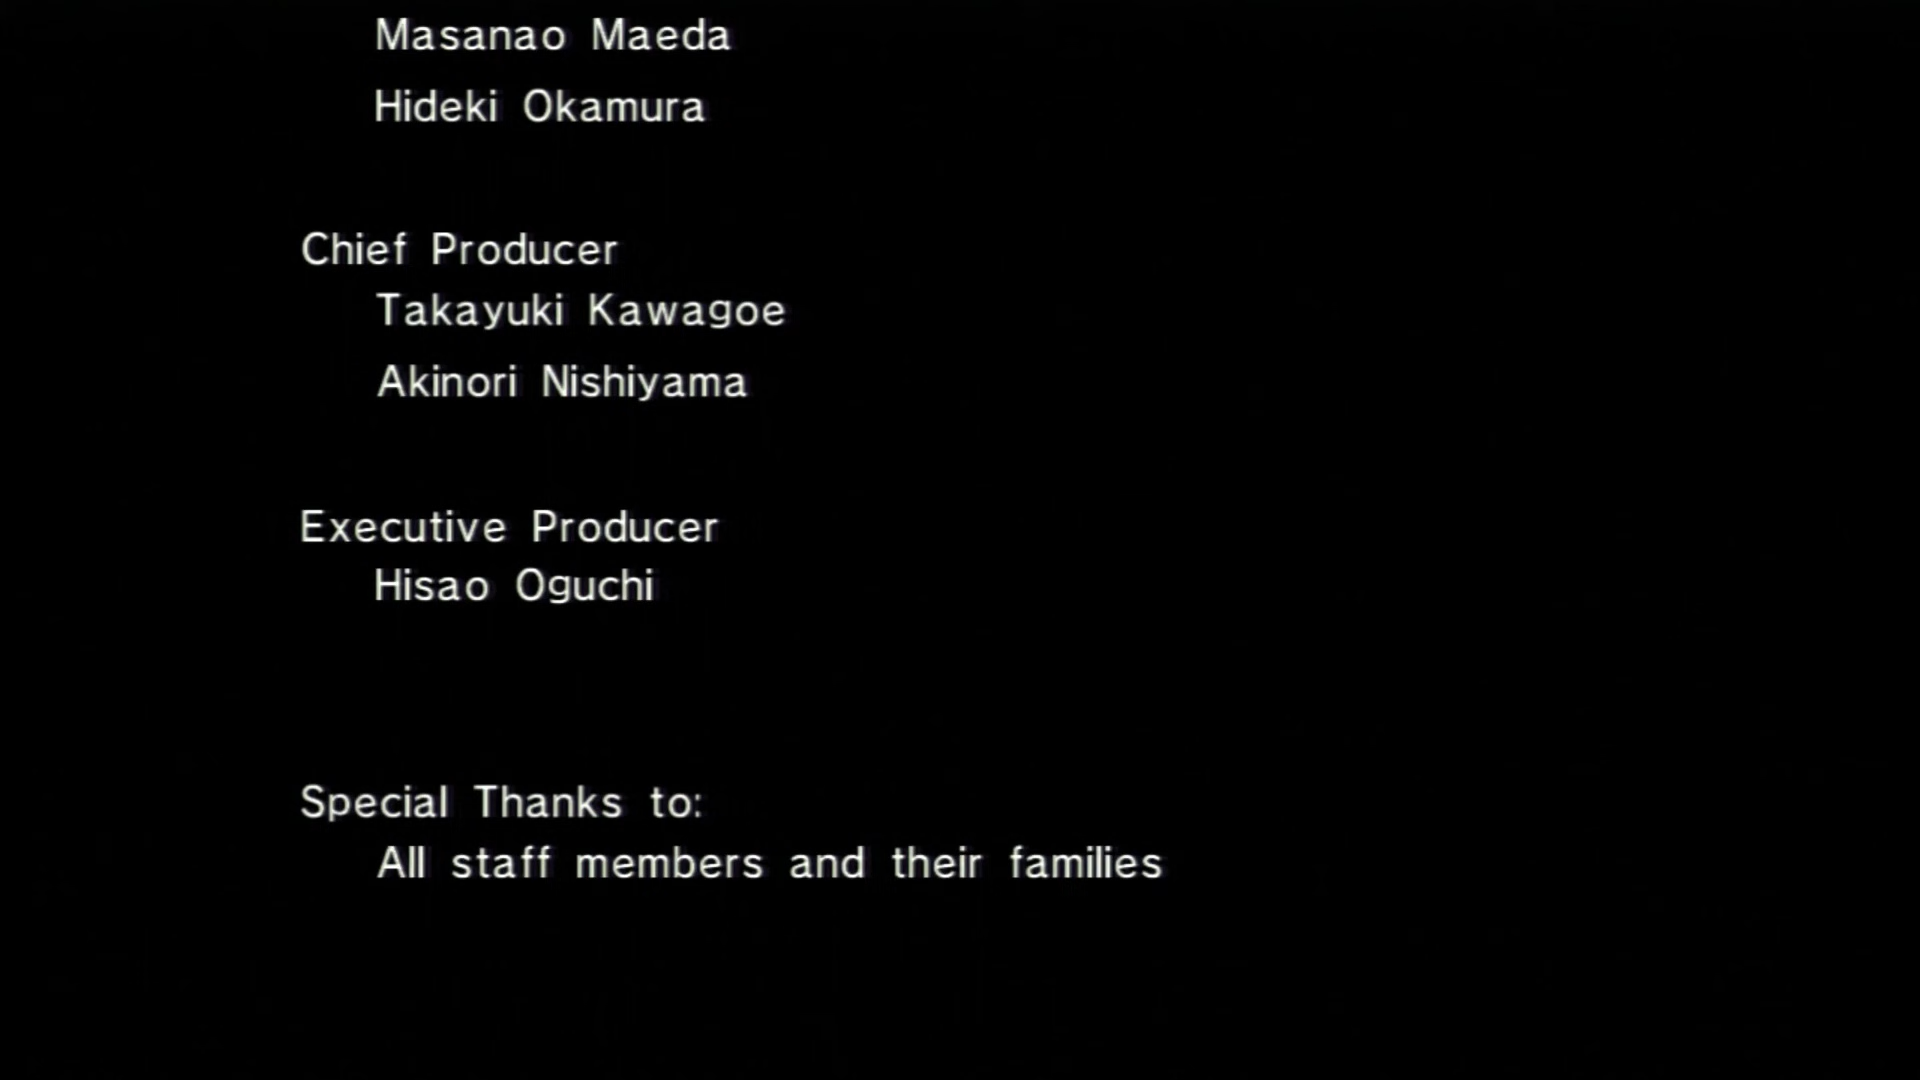 Masanao Maeda
Hideki Okamura
Chief Producer
Takayuki Kawagoe
Akinori Nishiyama
Executive Producer
Hisao Oguchi
Special Thanks to:
All staff members and their families